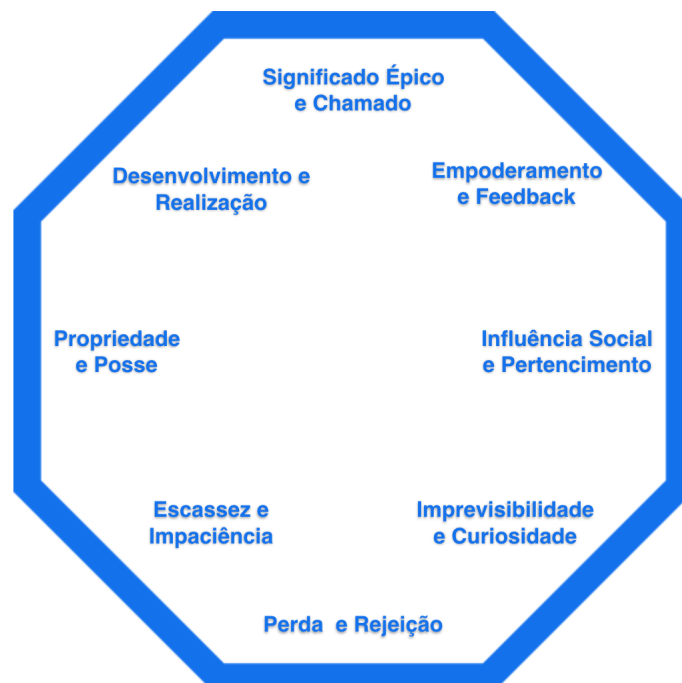 Significado Épico
e Chamado
Desenvolvimento e
Realização
Empoderamento
e Feedback
Propriedade
e Posse
Influência Social
e Pertencimento
Escassez e
Impaciência
Imprevisibilidade
e Curiosidade
Perda  e Rejeição